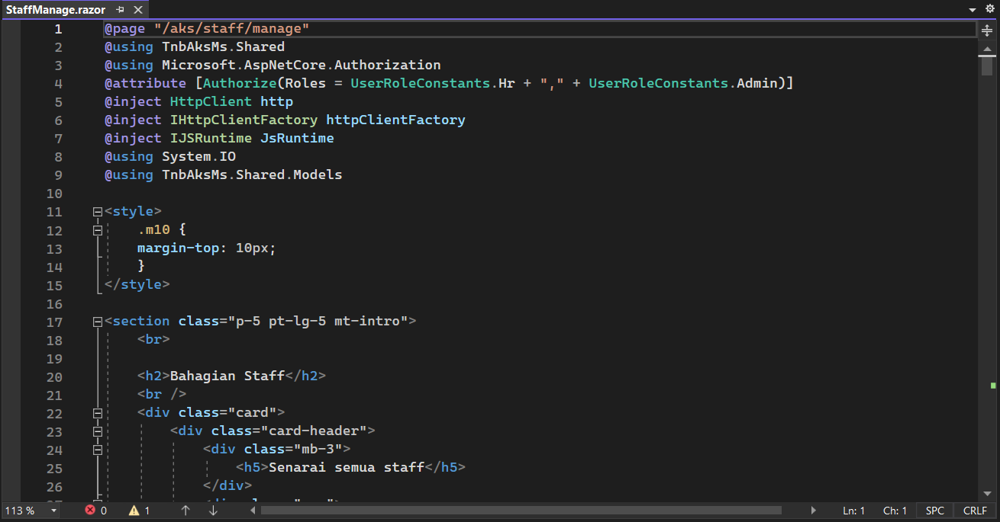 StaffManage.razor
1 @page "/aks/staff/manage"
2 @using TnbAksMs.Shared
3 @using Microsoft.AspNetCore.Authorization
4 @attribute [Authorize(Roles = UserRoleConstants.Hr + "," + UserRoleConstants.Admin)]
5 @inject HttpClient http
6 @inject IHttpClientFactory httpClientFactory
7 @inject IJSRuntime JsRuntime
8 @using System.IO
9 @using TnbAksMs.Shared.Models
10
11 <style>
12     .m10 {
13     margin-top: 10px;
14     }
15 </style>
16
17 <section class="p-5 pt-lg-5 mt-intro">
18     <br>
19
20     <h2>Bahagian Staff</h2>
21     <br />
22     <div class="card">
23         <div class="card-header">
24             <div class="mb-3">
25                 <h5>Senarai semua staff</h5>
26             </div>
113 % 0 1 Ln: 1 Ch: 1 SPC CRLF